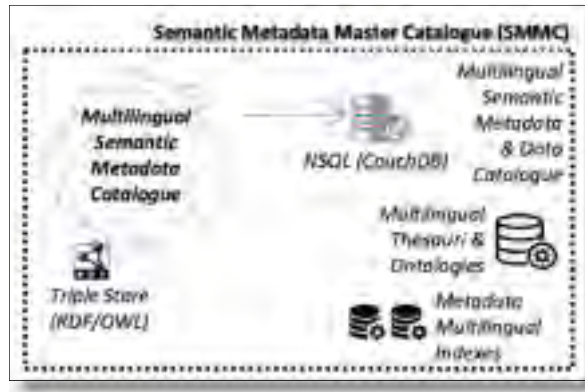 Semantic Metadata Master Catalogue (SMMC)
Multilingual
Semantic
Metadata
Catalogue
NSQL (CouchDB)
Multilingual
Semantic
Metadata
& Data
Catalogue
Multilingual
Thesauri &
Ontologies
Triple Store
(RDF/OWL)
Metadata
Multilingual
Indexes